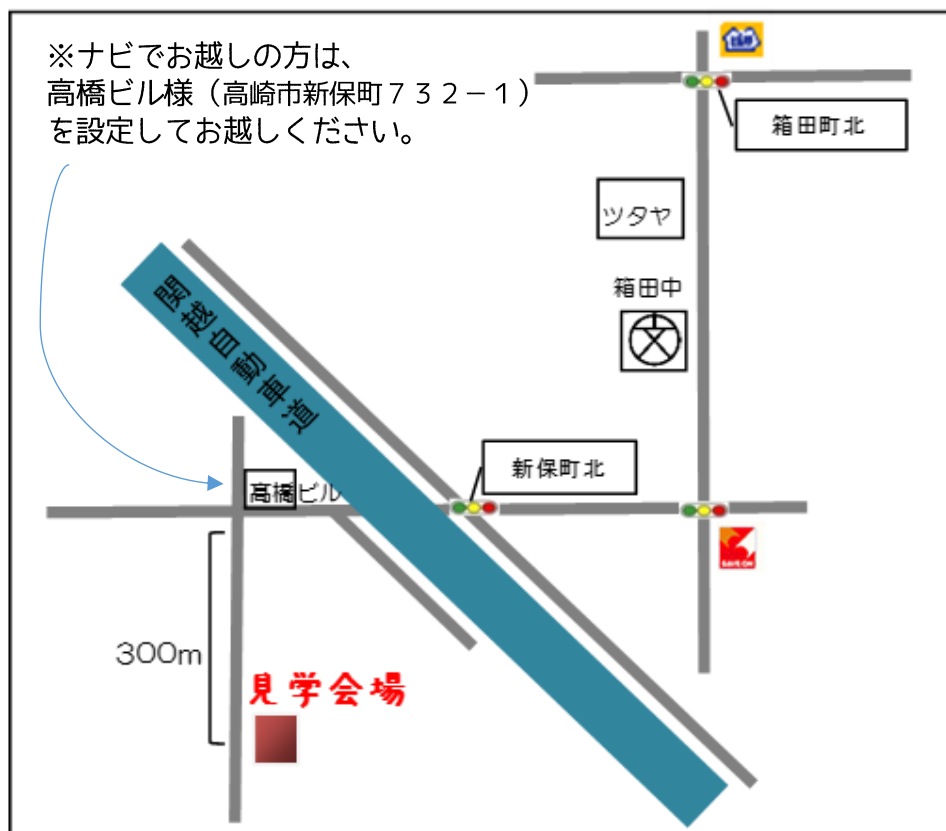 ※ナビでお越しの方は、
高橋ビル様（高崎市新保町７３２－１）
を設定してお越しください。
箱田町北
ツタヤ
箱田中
文
関越自動車道
新保町北
高橋ビル
SAVE ON
300m
見学会場